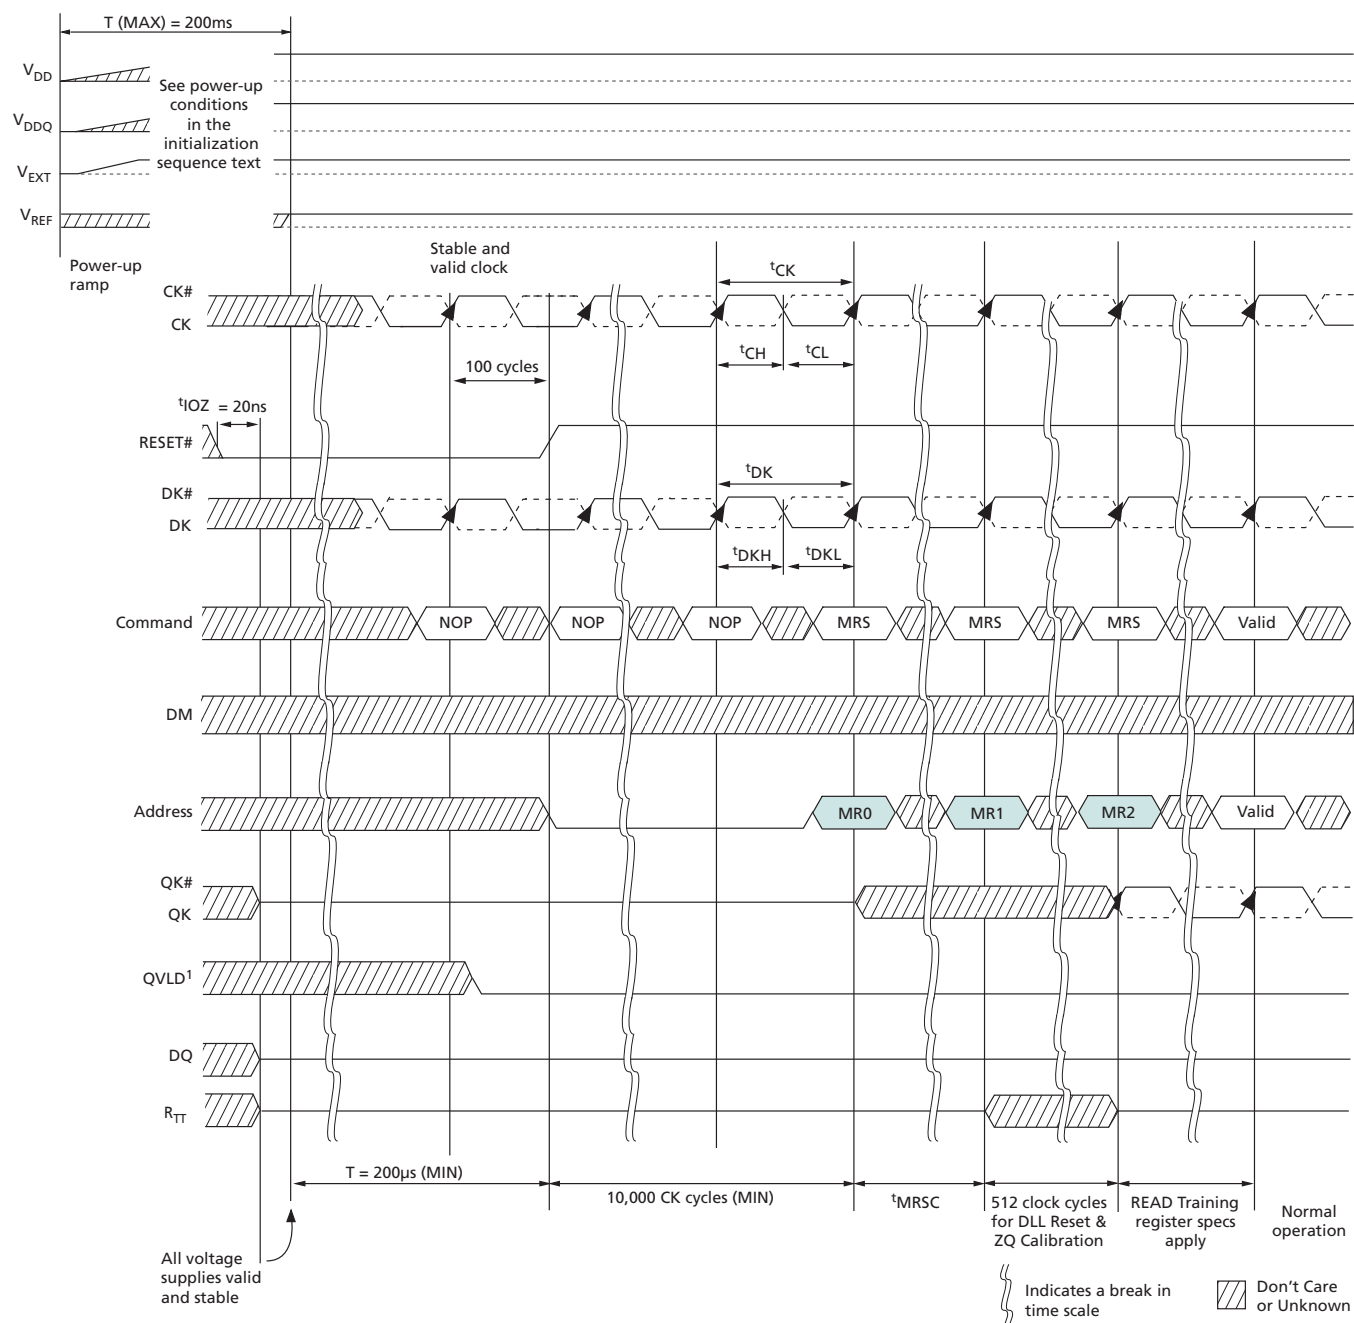 T (MAX) = 200ms
VDD
See power-up
conditions
in the
initialization
sequence text
VDDQ
VEXT
VREF
Power-up
ramp
Stable and
valid clock
CK#
CK
tCK
tCH
tCL
100 cycles
tIOZ = 20ns
RESET#
DK#
DK
tDK
tDKH
tDKL
Command
NOP
NOP
NOP
MRS
MRS
MRS
Valid
DM
Address
MR0
MR1
MR2
Valid
QK#
QK
QVLD1
DQ
RTT
T = 200µs (MIN)
10,000 CK cycles (MIN)
tMRSC
512 clock cycles
for DLL Reset &
ZQ Calibration
READ Training
register specs
apply
Normal
operation
All voltage
supplies valid
and stable
Indicates a break in
time scale
Don't Care
or Unknown